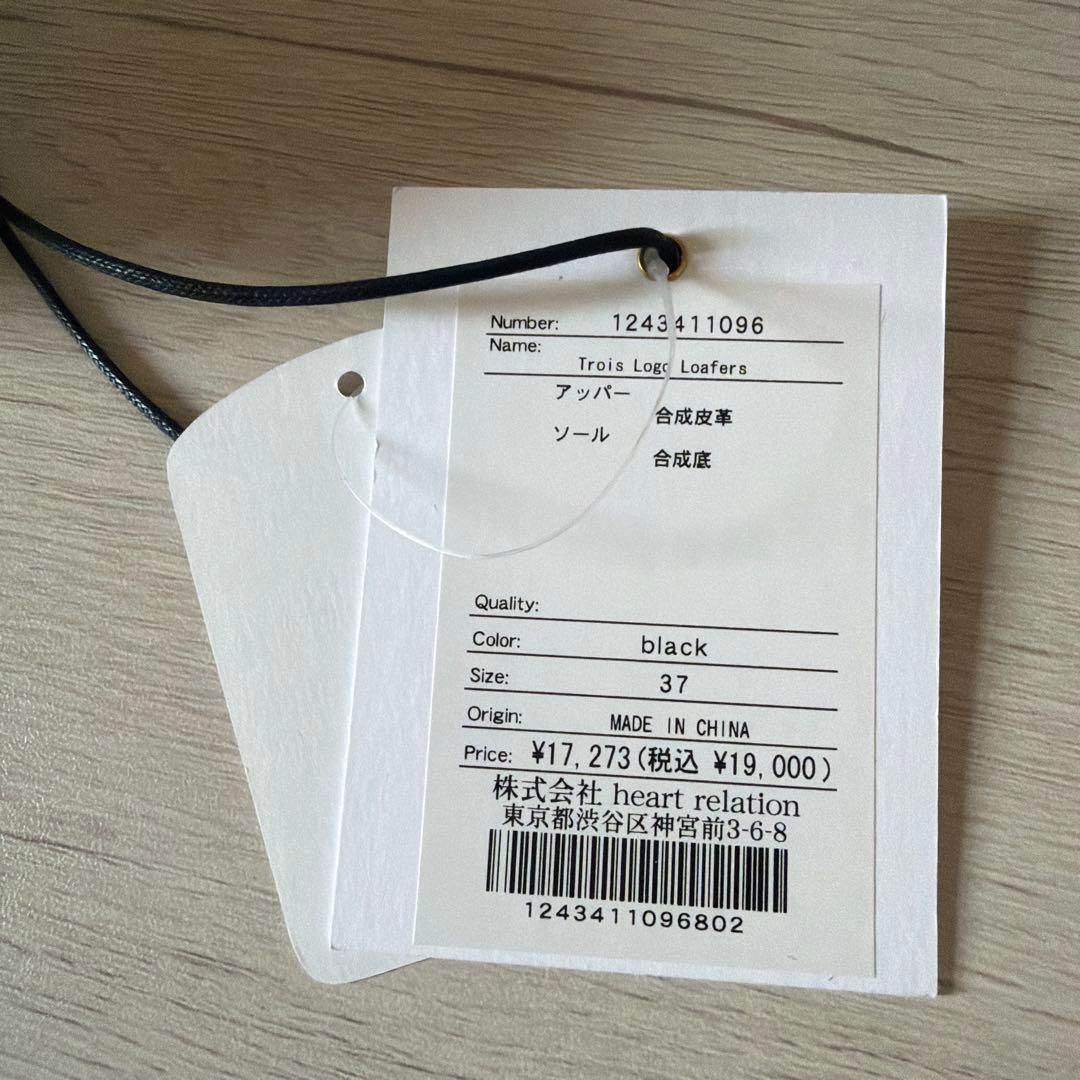 Number: 1243411096
Name:
Trois Logo Loafers
アッパー
合成皮革
ソール
合成底
Quality:
Color: black
Size: 37
Origin: MADE IN CHINA
Price: ¥17,273(税込 ¥19,000)
株式会社 heart relation
東京都渋谷区神宮前3-6-8
1243411096802